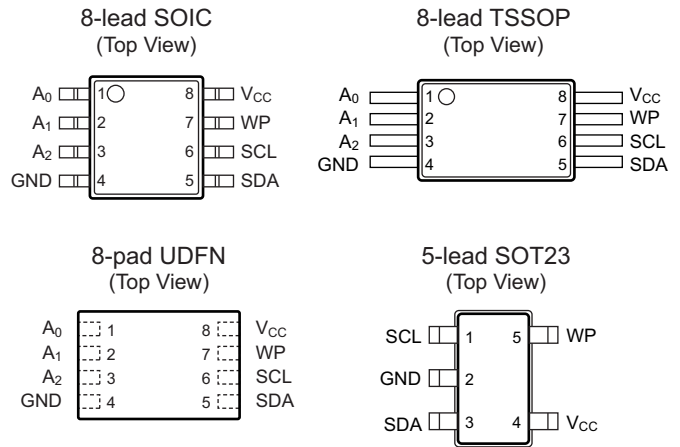 8-lead SOIC
(Top View)
A0 1 8 VCC
A1 2 7 WP
A2 3 6 SCL
GND 4 5 SDA
8-lead TSSOP
(Top View)
A0 1 8 VCC
A1 2 7 WP
A2 3 6 SCL
GND 4 5 SDA
8-pad UDFN
(Top View)
A0 1 8 VCC
A1 2 7 WP
A2 3 6 SCL
GND 4 5 SDA
5-lead SOT23
(Top View)
SCL 1 5 WP
GND 2
SDA 3 4 VCC